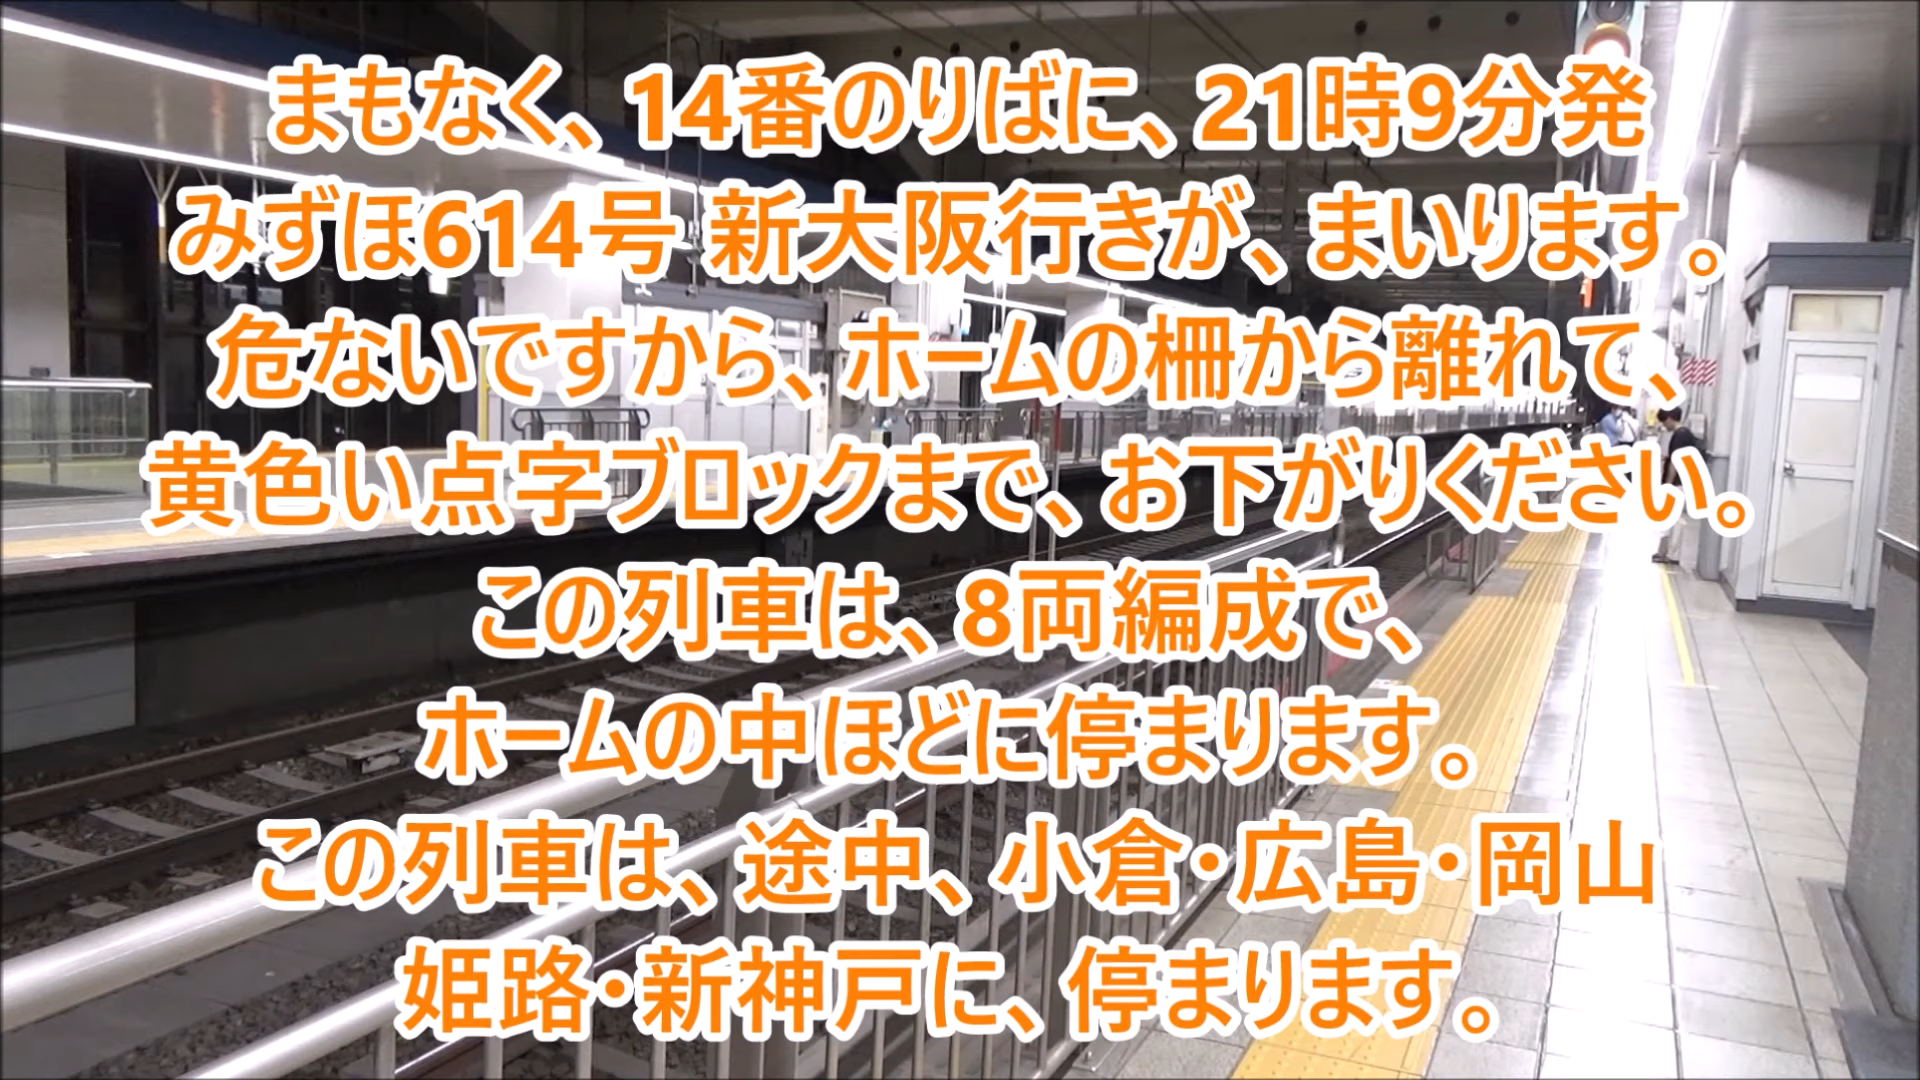 まもなく、14番のりばに、21時9分発
みずほ614号 新大阪行きが、まいります。
危ないですから、ホームの柵から離れて、
黄色い点字ブロックまで、お下がりください。
この列車は、8両編成で、
ホームの中ほどに停まります。
この列車は、途中、小倉・広島・岡山
姫路・新神戸に、停まります。